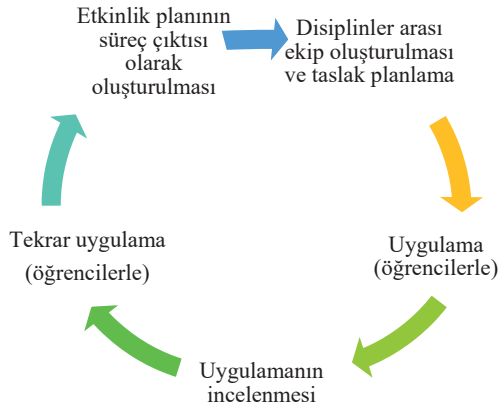 Etkinlik planının
süreç çıktısı
olarak
oluşturulması
Disiplinler arası
ekip oluşturulması
ve taslak planlama
Uygulama
(öğrencilerle)
Uygulamanın
incelenmesi
Tekrar uygulama
(öğrencilerle)